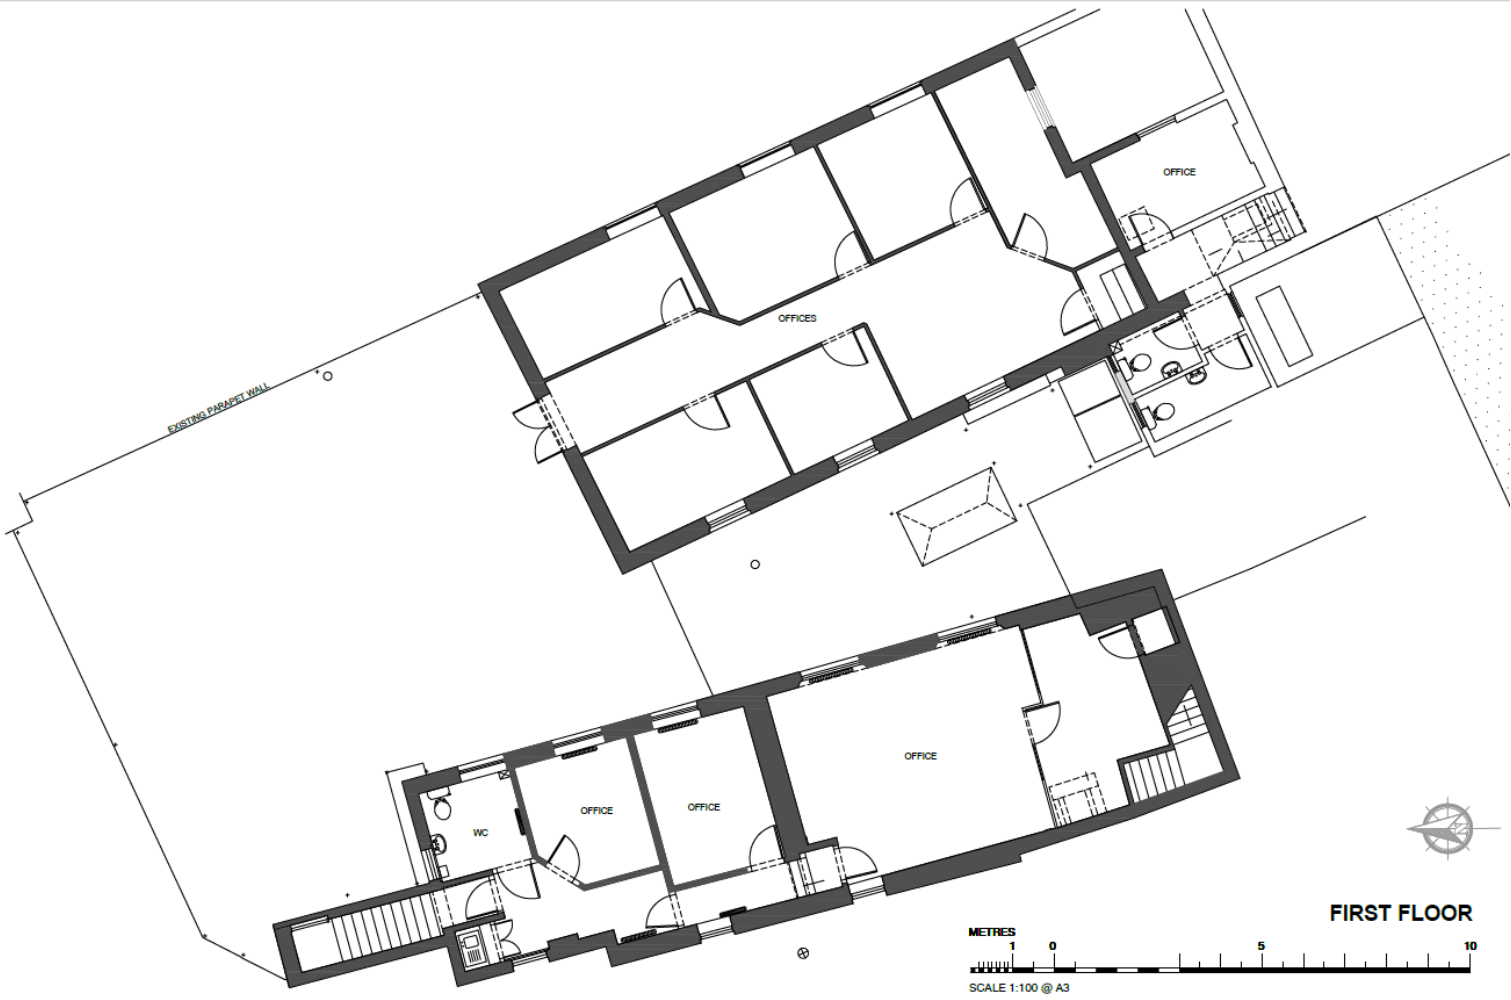 OFFICE
OFFICES
EXISTING PARAPET WALL
OFFICE
OFFICE
OFFICE
WC
FIRST FLOOR
METRES
1 0 5 10
SCALE 1:100 @ A3